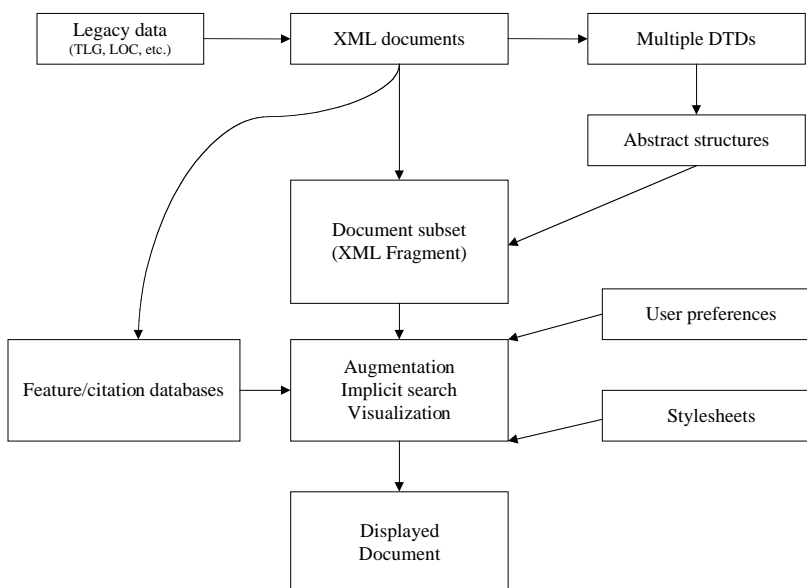 Legacy data
(TLG, LOC, etc.)
XML documents
Multiple DTDs
Abstract structures
Document subset
(XML Fragment)
User preferences
Feature/citation databases
Augmentation
Implicit search
Visualization
Stylesheets
Displayed
Document